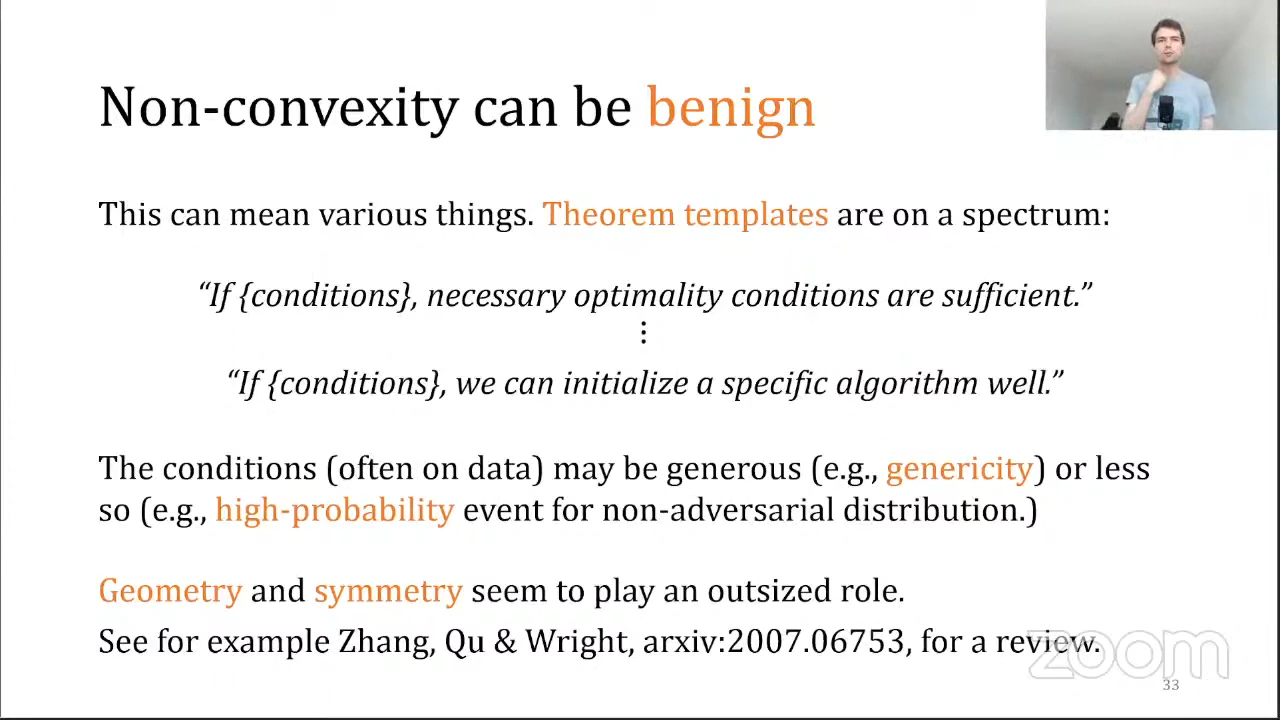 Non-convexity can be benign
This can mean various things. Theorem templates are on a spectrum:
“If {conditions}, necessary optimality conditions are sufficient.”
⋮
“If {conditions}, we can initialize a specific algorithm well.”
The conditions (often on data) may be generous (e.g., genericity) or less
so (e.g., high-probability event for non-adversarial distribution.)
Geometry and symmetry seem to play an outsized role.
See for example Zhang, Qu & Wright, arxiv:2007.06753, for a review.
zoom
33